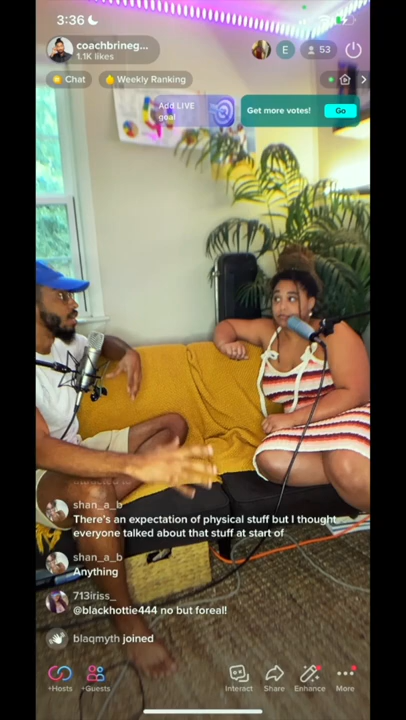 3:36
coachbrineg...
1.1K likes
E
53
Chat
Weekly Ranking
Add LIVE
goal
Get more votes!
Go
shan_a_b
There's an expectation of physical stuff but I thought
everyone talked about that stuff at start of
shan_a_b
Anything
713iriss_
@blackhottie444 no but foreal!
blaqmyth joined
+Hosts
+Guests
Interact
Share
Enhance
More